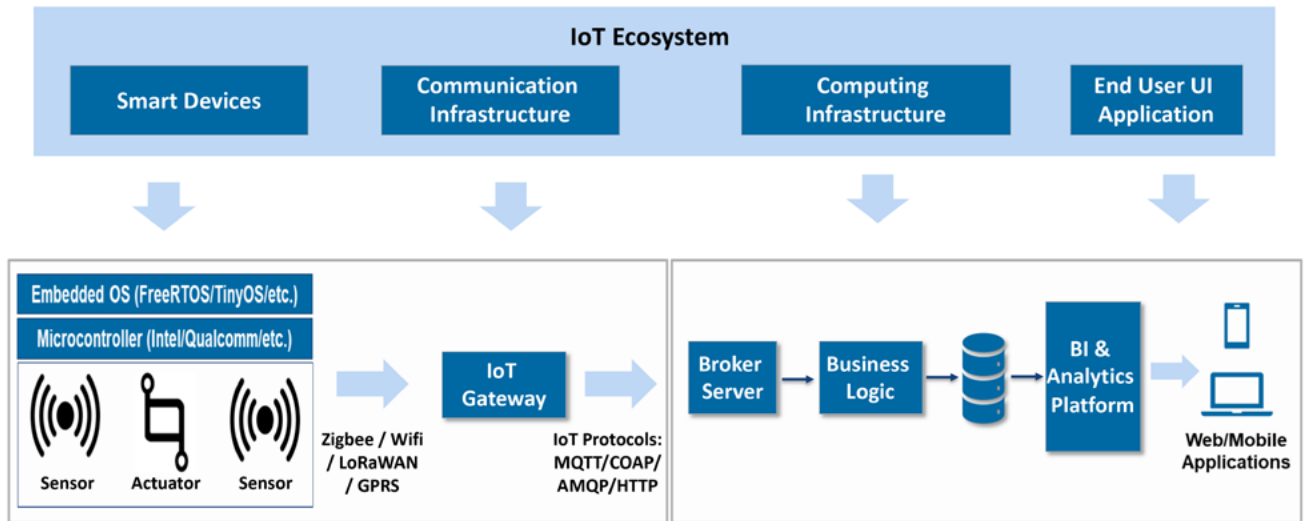 IoT Ecosystem
Smart Devices
Communication
Infrastructure
Computing
Infrastructure
End User UI
Application
Embedded OS (FreeRTOS/TinyOS/etc.)
Microcontroller (Intel/Qualcomm/etc.)
Sensor
Actuator
Sensor
Zigbee / Wifi
/ LoRaWAN
/ GPRS
IoT
Gateway
IoT Protocols:
MQTT/COAP/
AMQP/HTTP
Broker
Server
Business
Logic
BI &
Analytics
Platform
Web/Mobile
Applications